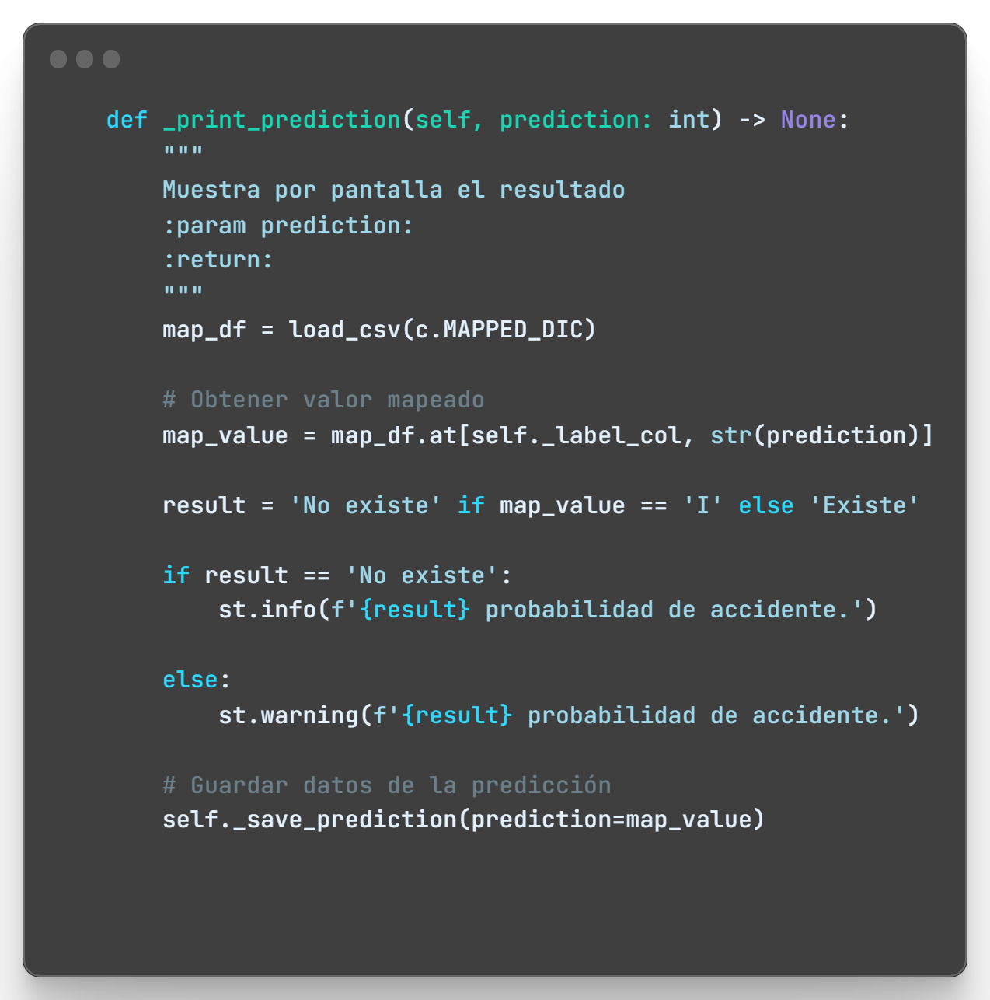 def _print_prediction(self, prediction: int) -> None:
    """
    Muestra por pantalla el resultado
    :param prediction:
    :return:
    """
    map_df = load_csv(c.MAPPED_DIC)

    # Obtener valor mapeado
    map_value = map_df.at[self._label_col, str(prediction)]

    result = 'No existe' if map_value == 'I' else 'Existe'

    if result == 'No existe':
        st.info(f'{result} probabilidad de accidente.')

    else:
        st.warning(f'{result} probabilidad de accidente.')

    # Guardar datos de la predicción
    self._save_prediction(prediction=map_value)